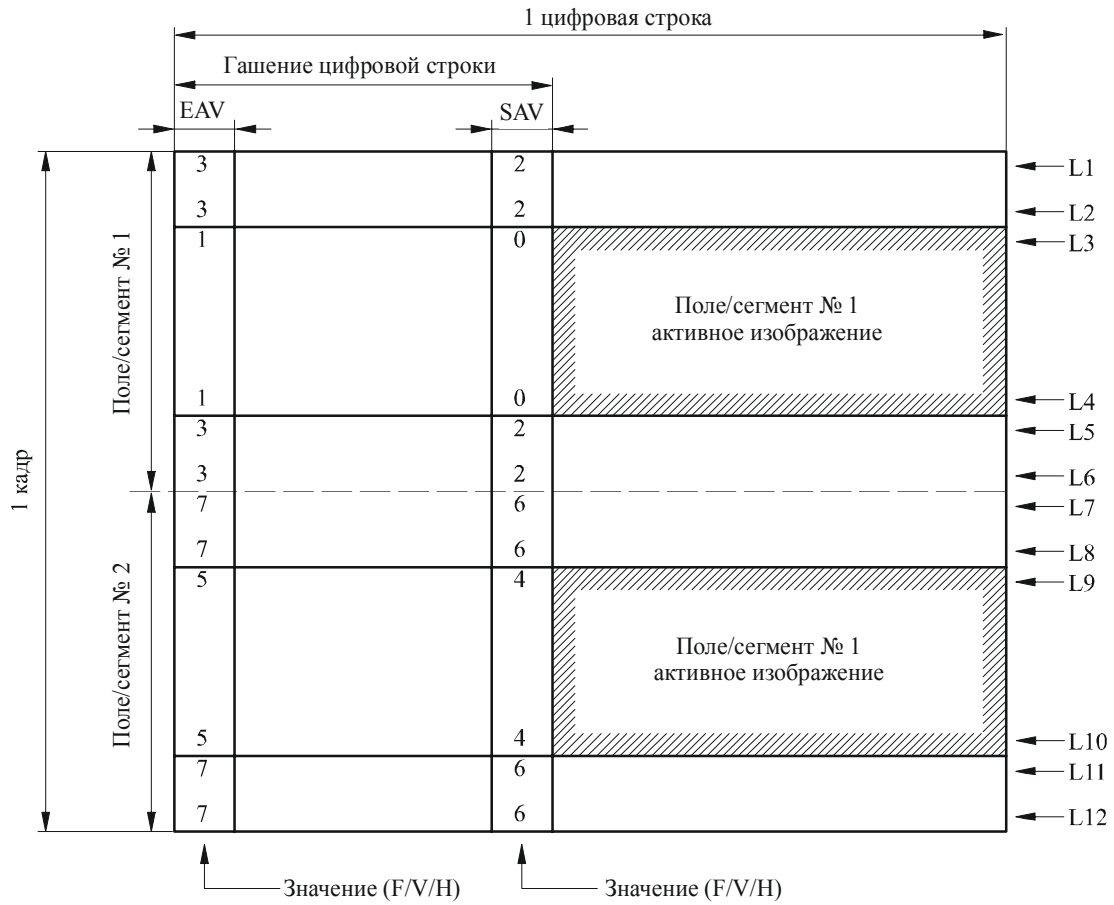 1 цифровая строка
Гашение цифровой строки
EAV SAV
3 2 L1
3 2 L2
1 0 L3
Поле/сегмент № 1
Поле/сегмент № 1
активное изображение
1 0 L4
3 2 L5
3 2 L6
1 кадр
7 6 L7
7 6 L8
5 4 L9
Поле/сегмент № 2
Поле/сегмент № 1
активное изображение
5 4 L10
7 6 L11
7 6 L12
Значение (F/V/H) Значение (F/V/H)